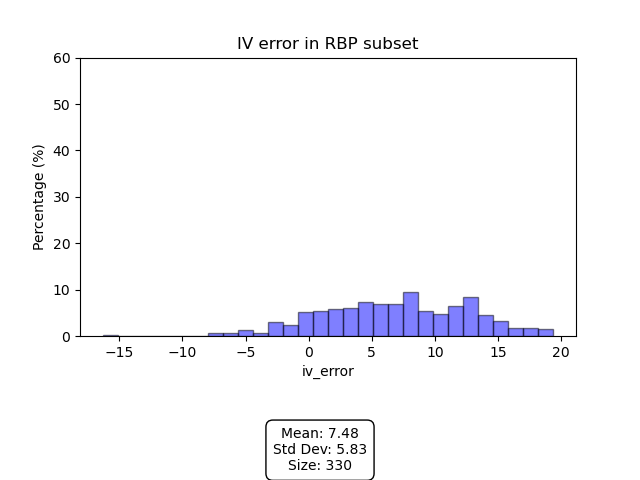 IV error in RBP subset
60
50
40
30
20
10
0
Percentage (%)
−15
−10
−5
0
5
10
15
20
iv_error
Mean: 7.48
Std Dev: 5.83
Size: 330